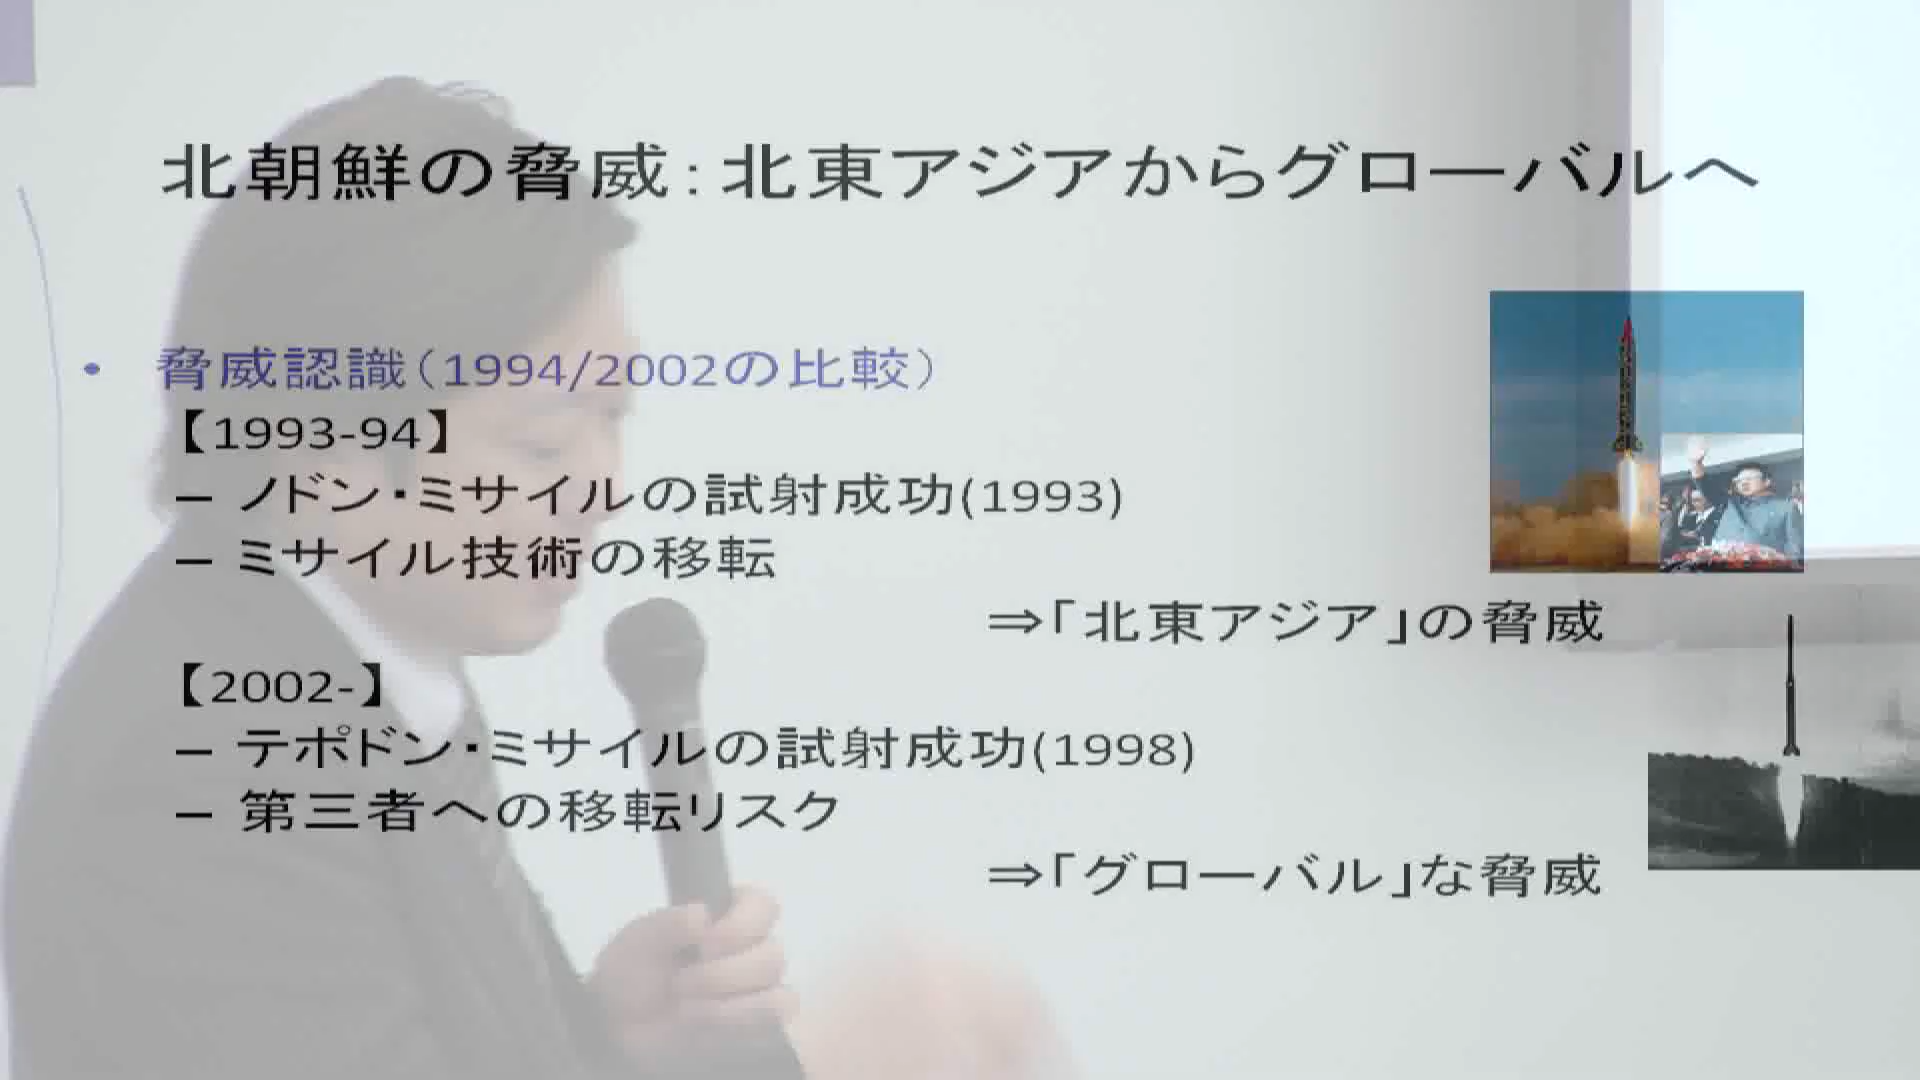 北朝鮮の脅威：北東アジアからグローバルへ
• 脅威認識（1994/2002の比較）
【1993-94】
– ノドン・ミサイルの試射成功(1993)
– ミサイル技術の移転
⇒「北東アジア」の脅威
【2002-】
– テポドン・ミサイルの試射成功(1998)
– 第三者への移転リスク
⇒「グローバル」な脅威